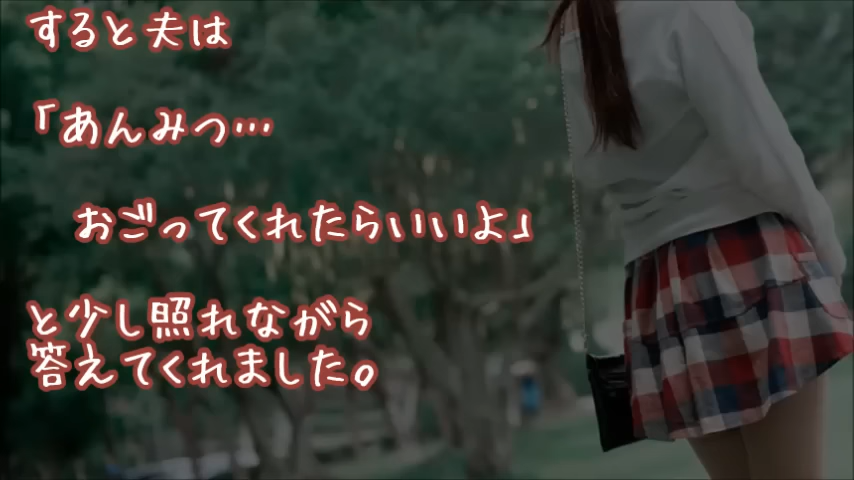 すると夫は
「あんみつ…
おごってくれたらいいよ」
と少し照れながら
答えてくれました。